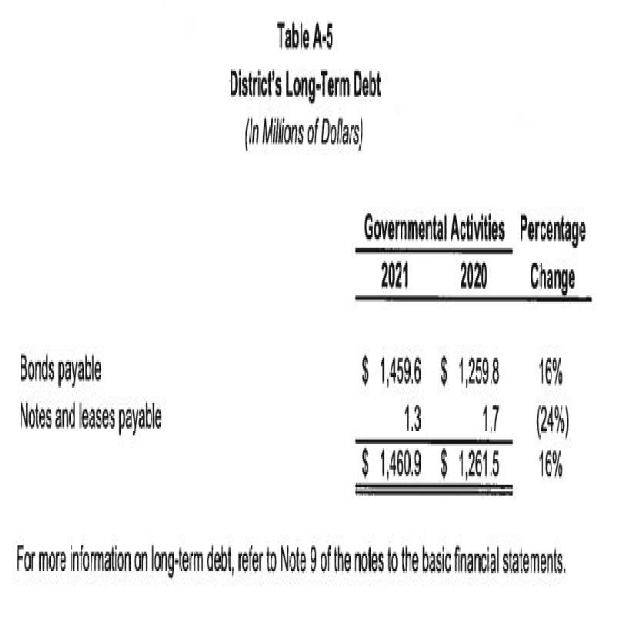 Table A-5
District's Long-Term Debt
(In Millions of Dollars)
Governmental Activities Percentage
2021 2020 Change
Bonds payable $ 1,459.6 $ 1,259.8 16%
Notes and leases payable 1.3 1.7 (24%)
$ 1,460.9 $ 1,261.5 16%
For more information on long-term debt, refer to Note 9 of the notes to the basic financial statements.